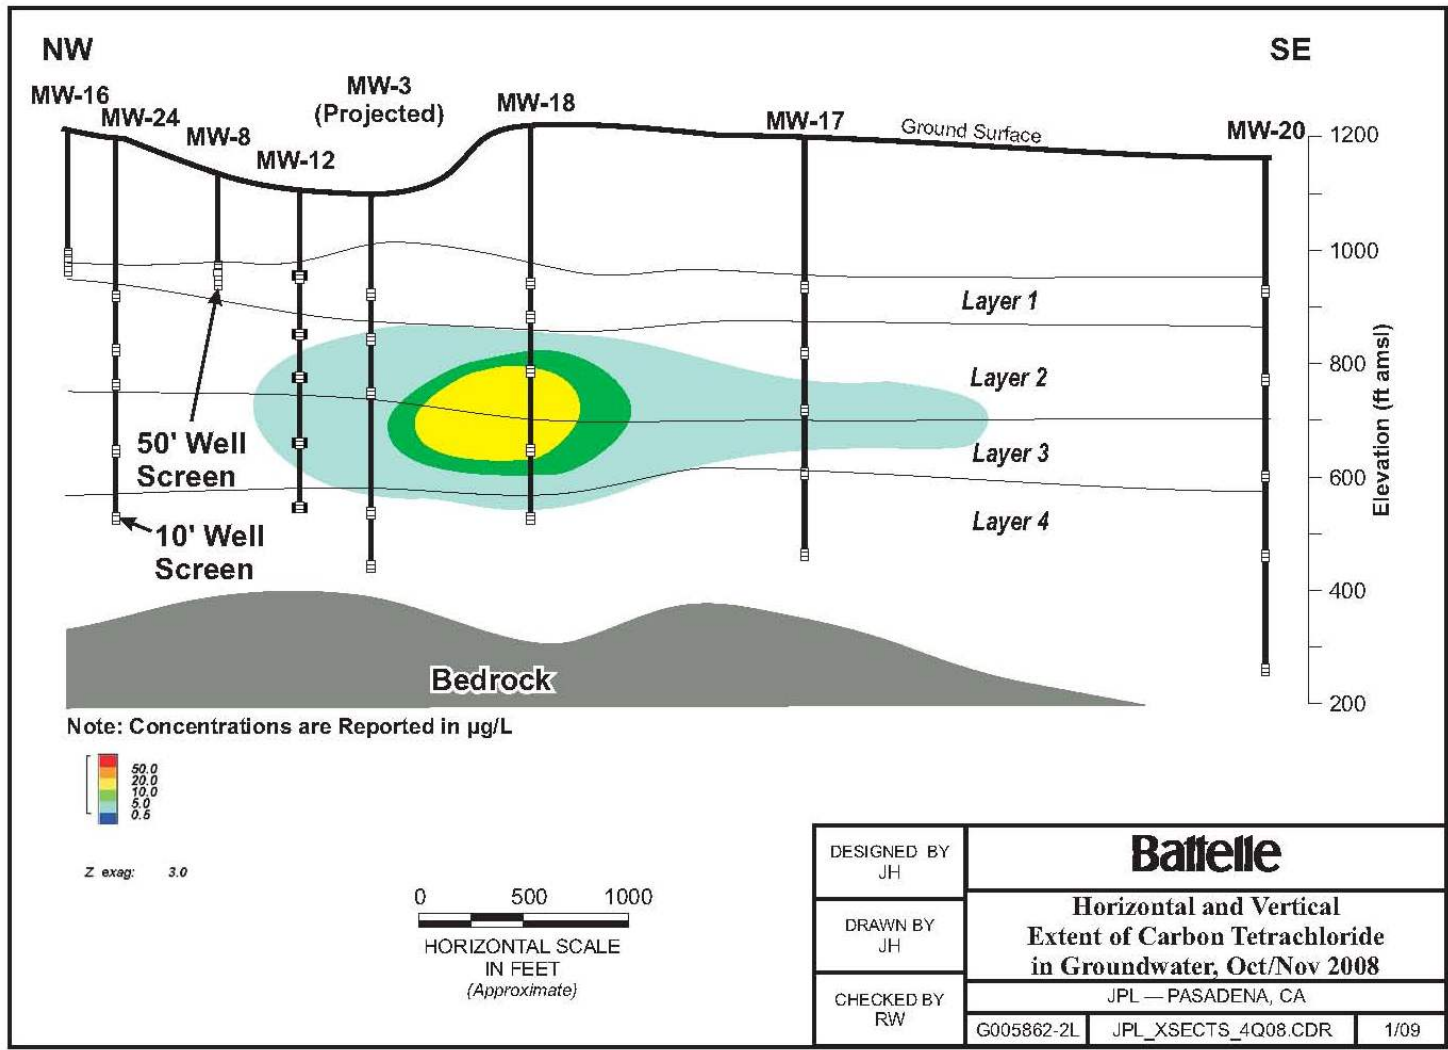 NW
SE
MW-16
MW-24
MW-8
MW-12
MW-3
(Projected)
MW-18
MW-17
Ground Surface
MW-20
1200
1000
800
600
400
200
Elevation (ft amsl)
Layer 1
Layer 2
Layer 3
Layer 4
50' Well
Screen
10' Well
Screen
Bedrock
Note: Concentrations are Reported in µg/L
50.0
20.0
10.0
5.0
0.5
Z exag: 3.0
0 500 1000
HORIZONTAL SCALE
IN FEET
(Approximate)
DESIGNED BY
JH
DRAWN BY
JH
CHECKED BY
RW
Battelle
Horizontal and Vertical
Extent of Carbon Tetrachloride
in Groundwater, Oct/Nov 2008
JPL — PASADENA, CA
G005862-2L JPL_XSECTS_4Q08.CDR 1/09